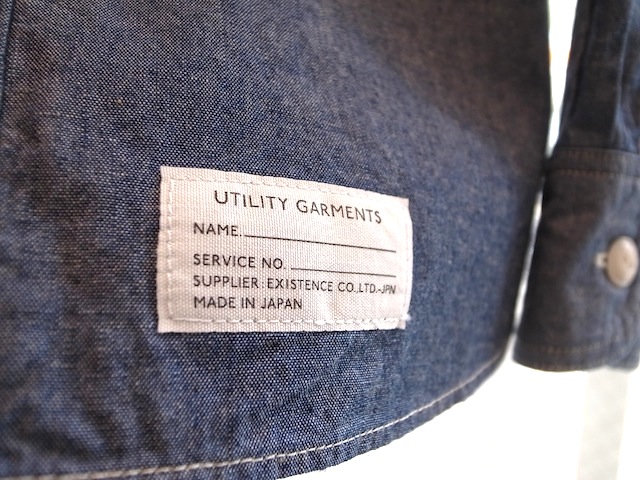 UTILITY GARMENTS
NAME.
SERVICE NO.
SUPPLIER:EXISTENCE CO.,LTD.-JPN
MADE IN JAPAN